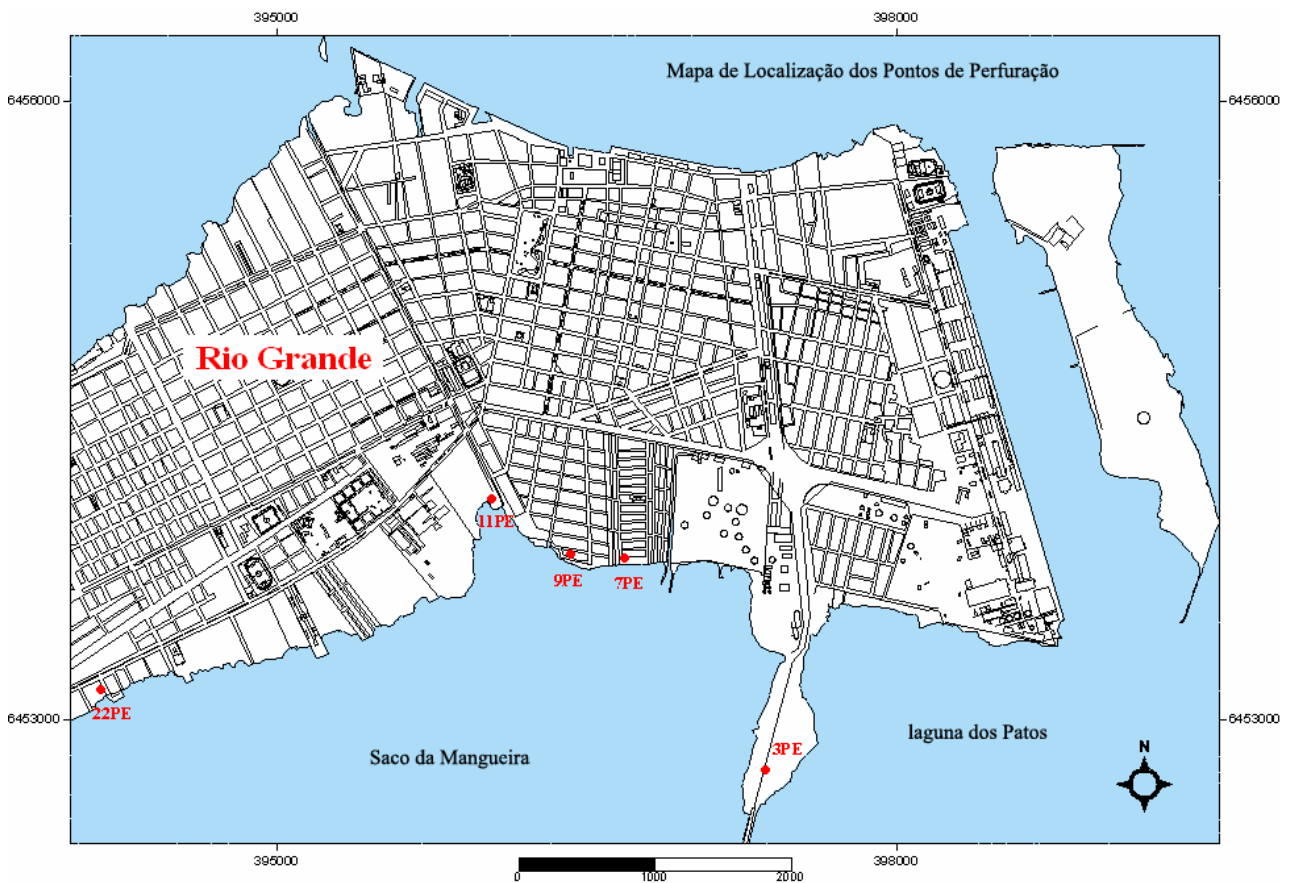 395000
398000
Mapa de Localização dos Pontos de Perfuração
6456000
6456000
Rio Grande
11PE
9PE
7PE
22PE
6453000
6453000
3PE
laguna dos Patos
Saco da Mangueira
N
395000
398000
0
1000
2000